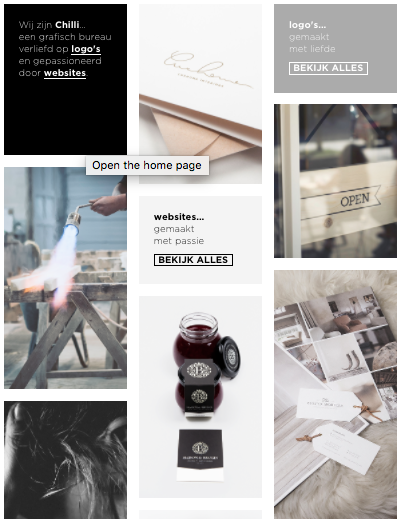 Wij zijn Chilli...
een grafisch bureau
verliefd op logo's
en gepassioneerd
door websites.
logo's...
gemaakt
met liefde
BEKIJK ALLES
Open the home page
OPEN
websites...
gemaakt
met passie
BEKIJK ALLES